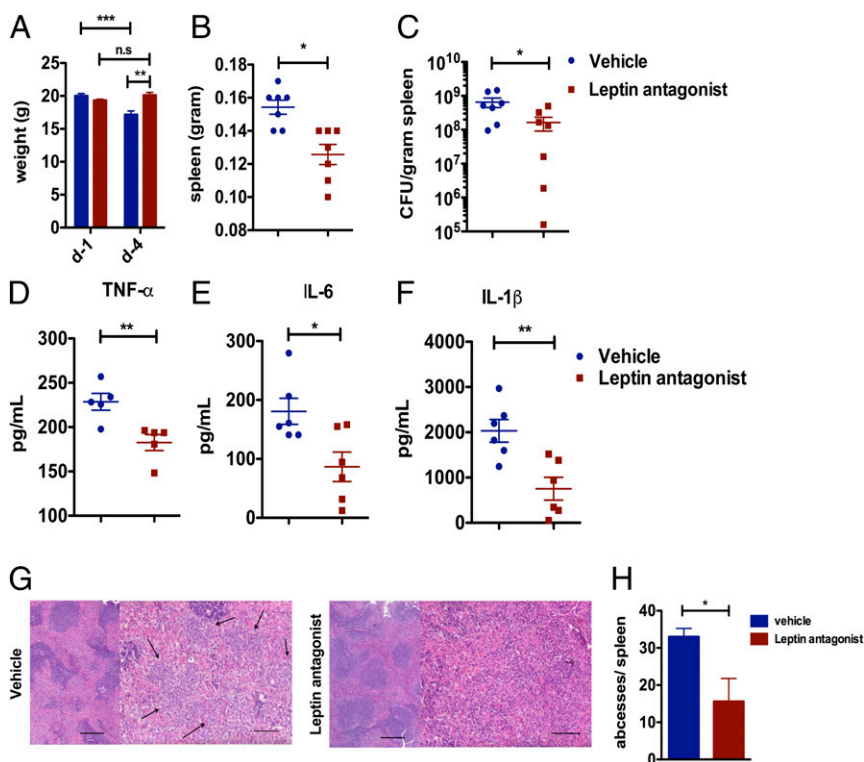 A
***
n.s
**
weight (g)
25
20
15
10
5
0
d-1
d-4
B
*
spleen (gram)
0.18
0.16
0.14
0.12
0.10
0.08
C
*
CFU/gram spleen
10^10
10^9
10^8
10^7
10^6
10^5
Vehicle
Leptin antagonist
D
TNF-α
**
pg/mL
300
250
200
150
100
E
IL-6
*
pg/mL
300
200
100
0
F
IL-1β
**
pg/mL
4000
3000
2000
1000
0
Vehicle
Leptin antagonist
G
Vehicle
Leptin antagonist
H
*
abcesses/ spleen
40
30
20
10
0
vehicle
Leptin antagonist